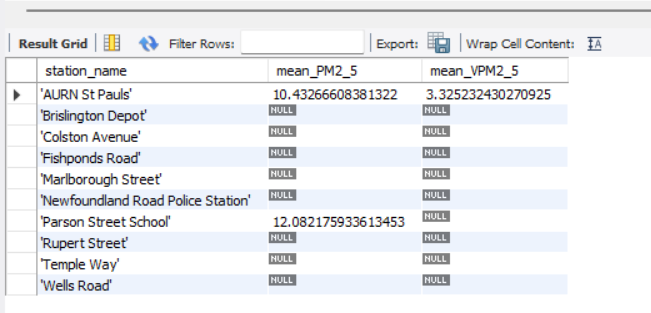 Result Grid Filter Rows: Export: Wrap Cell Content: IA
station_name mean_PM2_5 mean_VPM2_5
'AURN St Pauls' 10.43266608381322 3.325232430270925
'Brislington Depot' NULL NULL
'Colston Avenue' NULL NULL
'Fishponds Road' NULL NULL
'Marlborough Street' NULL NULL
'Newfoundland Road Police Station' NULL NULL
'Parson Street School' 12.082175933613453 NULL
'Rupert Street' NULL NULL
'Temple Way' NULL NULL
'Wells Road' NULL NULL